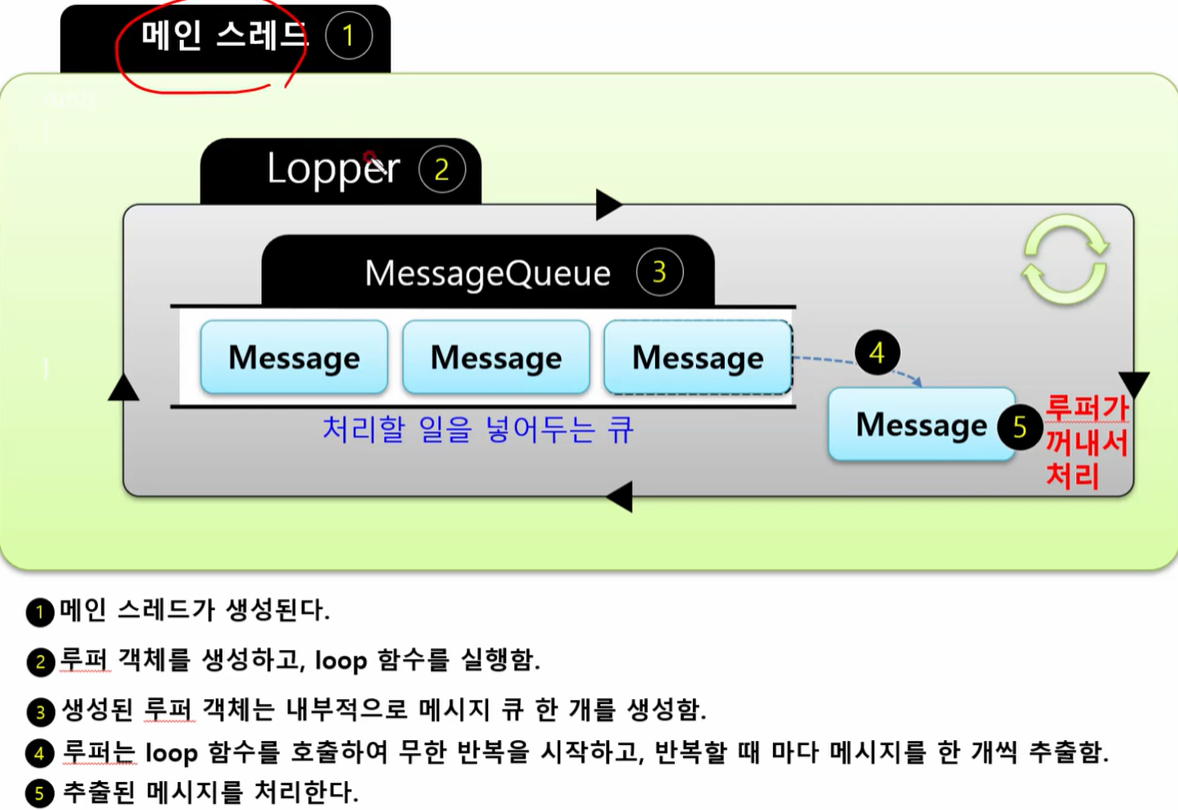 메인 스레드 1
Lopper 2
MessageQueue 3
Message Message Message
4
처리할 일을 넣어두는 큐
Message 5
루퍼가
꺼내서
처리
1 메인 스레드가 생성된다.
2 루퍼 객체를 생성하고, loop 함수를 실행함.
3 생성된 루퍼 객체는 내부적으로 메시지 큐 한 개를 생성함.
4 루퍼는 loop 함수를 호출하여 무한 반복을 시작하고, 반복할 때 마다 메시지를 한 개씩 추출함.
5 추출된 메시지를 처리한다.